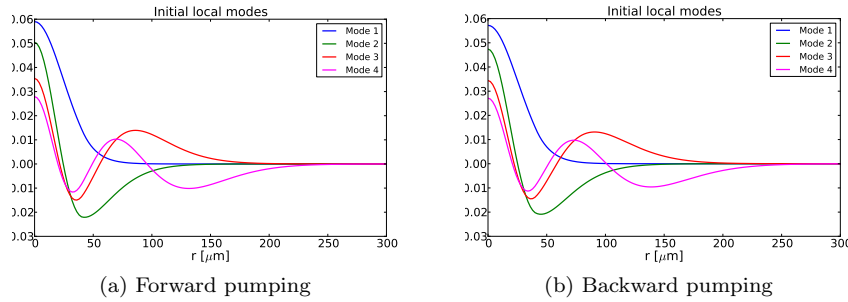 Initial local modes
0.06
0.05
0.04
0.03
0.02
0.01
0.00
0.01
0.02
0.03
0 50 100 150 200 250 300
r [μm]
Mode 1
Mode 2
Mode 3
Mode 4
(a) Forward pumping
Initial local modes
.06
0.05
0.04
0.03
0.02
0.01
0.00
0.01
0.02
0.03
0 50 100 150 200 250 300
r [μm]
Mode 1
Mode 2
Mode 3
Mode 4
(b) Backward pumping